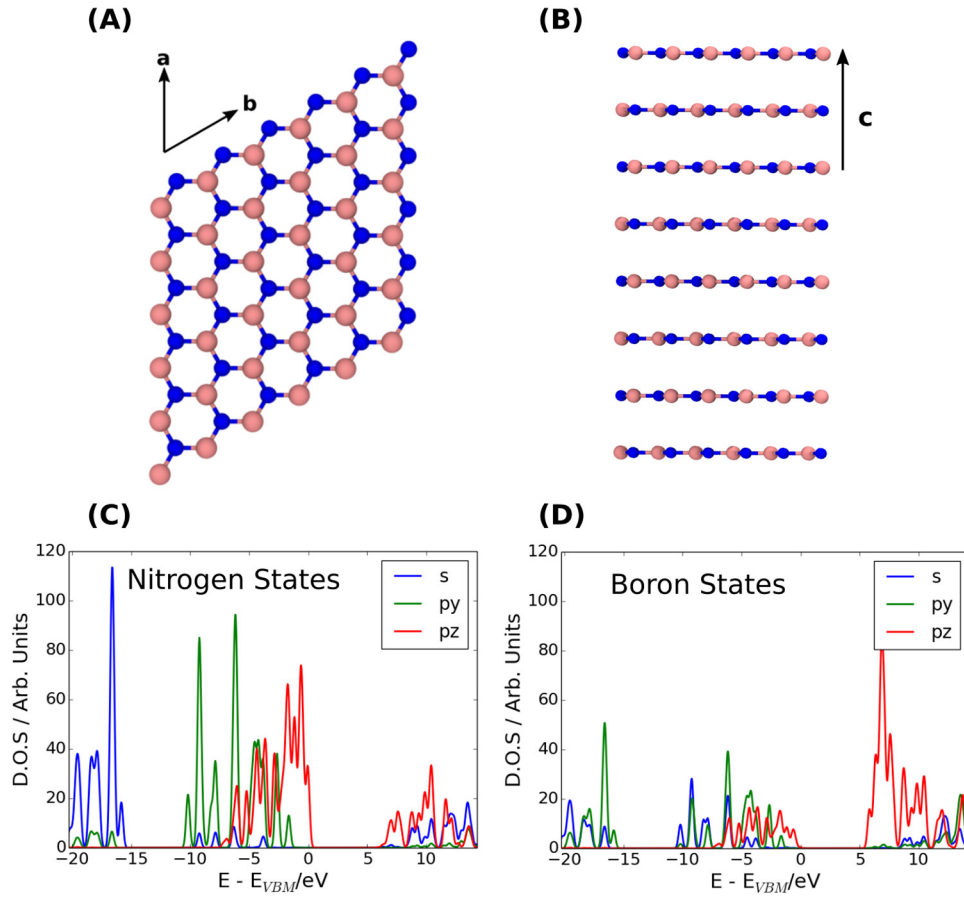 (A)
(B)
a
b
c
(C)
(D)
120
100
80
60
40
20
0
D.O.S / Arb. Units
Nitrogen States
s
py
pz
−20 −15 −10 −5 0 5 10
E - E_VBM/eV
120
100
80
60
40
20
0
D.O.S / Arb. Units
Boron States
s
py
pz
−20 −15 −10 −5 0 5 10
E - E_VBM/eV